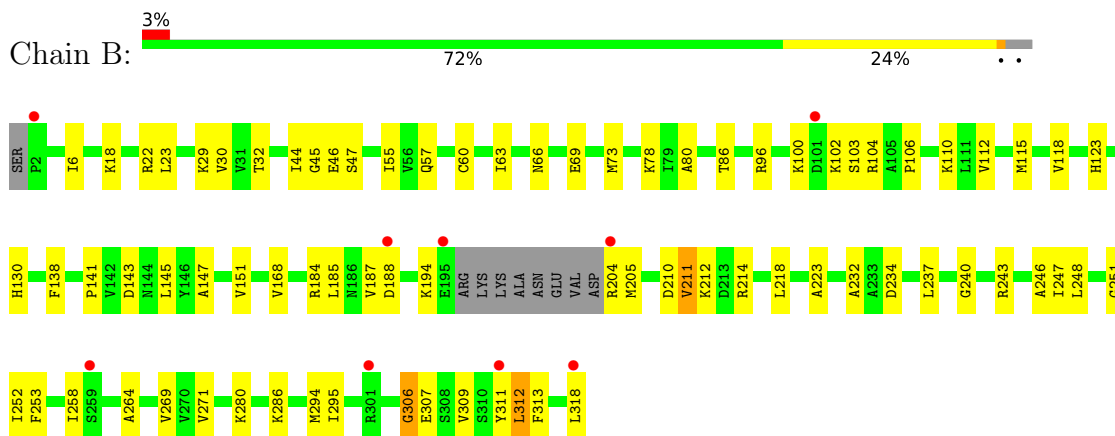 3%
Chain B:
72% 24% • •
SER P2 I6 K18 R22 L23 K29 V30 V31 T32 I44 G45 E46 S47 I55 V56 Q57 C60 I63 N66 E69 M73 K78 I79 A80 T86 R96 K100 D101 K102 S103 R104 A105 P106 K110 L111 V112 M115 V118 H123
H130 F138 P141 V142 D143 N144 L145 Y146 A147 V151 V168 R184 L185 N186 V187 D188 K194 E195 ARG LYS LYS ALA ASN GLU VAL ASP R204 M205 D210 V211 K212 D213 R214 L218 A223 A232 A233 D234 L237 G240 R243 A246 I247 L248
I252 F253 I258 S259 A264 V269 V270 V271 K280 K286 M294 I295 R301 G306 E307 S308 V309 S310 Y311 L312 F313 L318